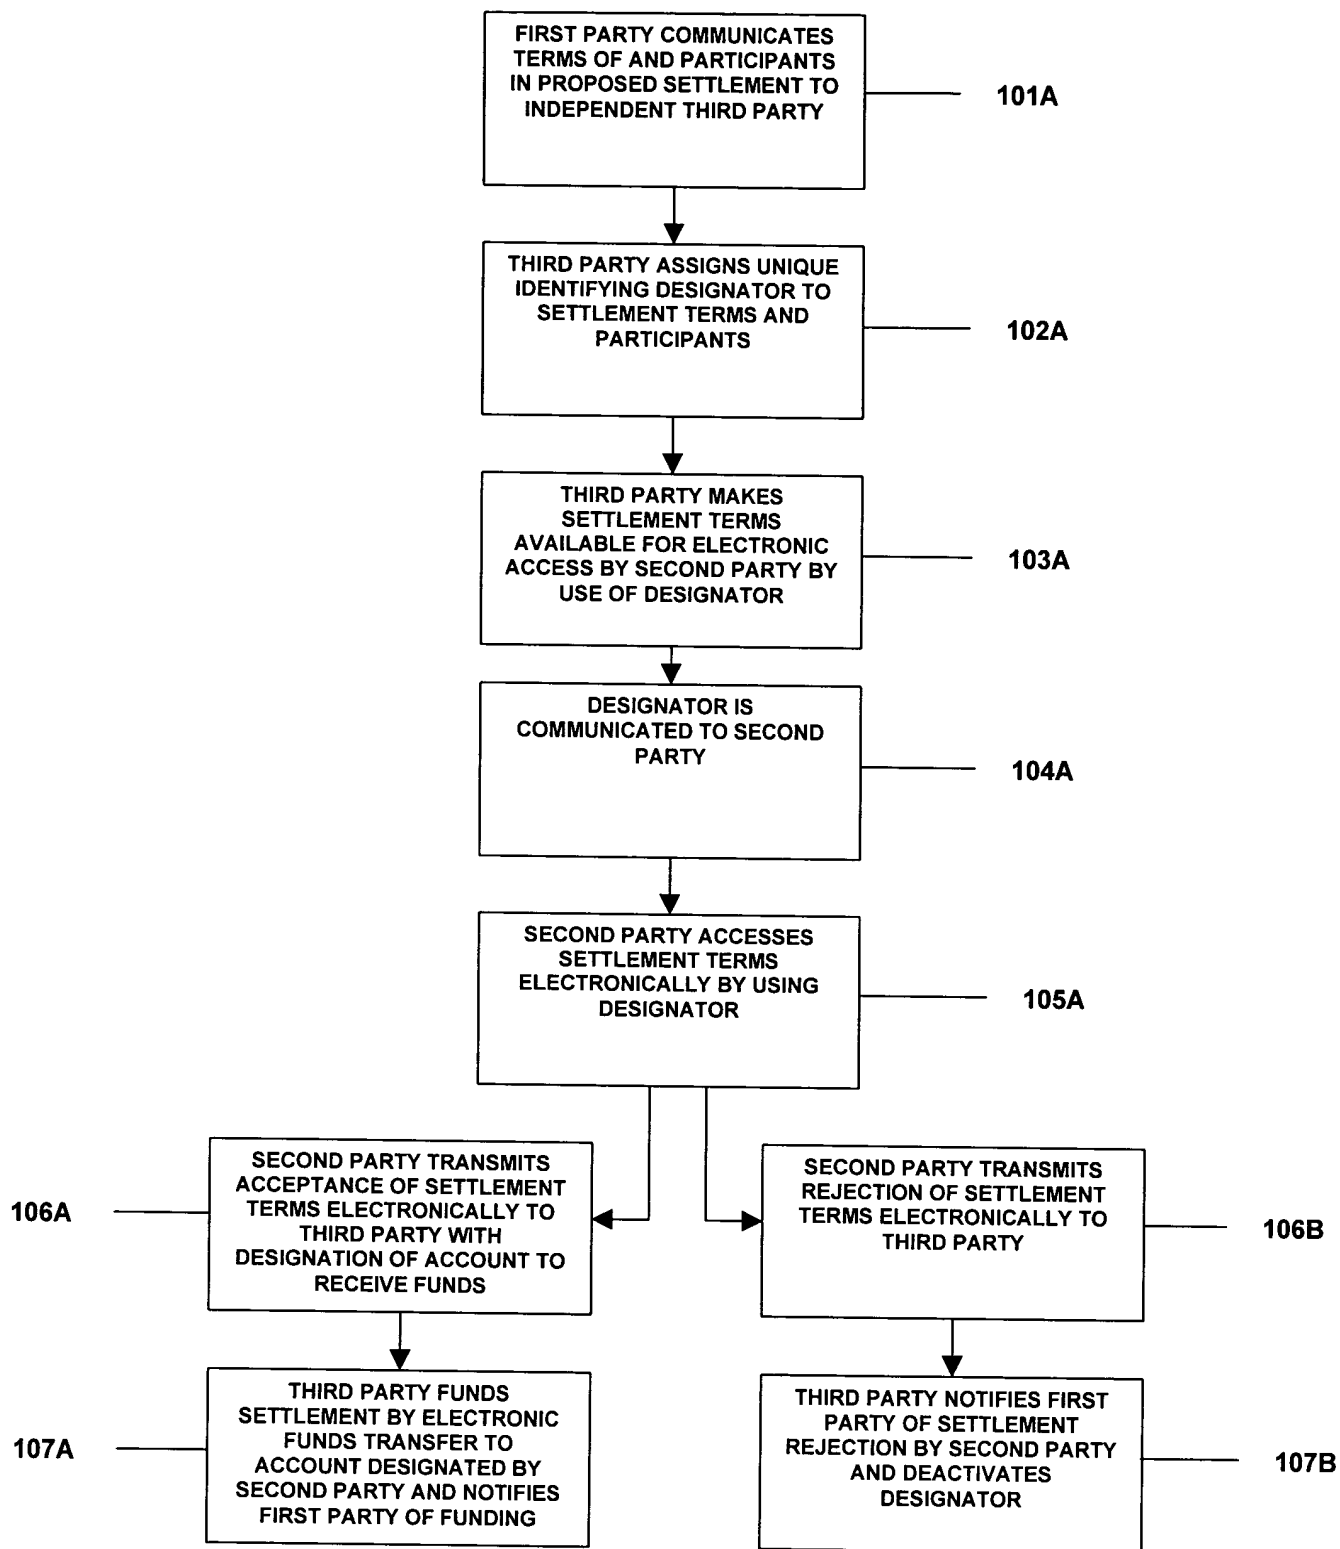 FIRST PARTY COMMUNICATES
TERMS OF AND PARTICIPANTS
IN PROPOSED SETTLEMENT TO
INDEPENDENT THIRD PARTY
101A
THIRD PARTY ASSIGNS UNIQUE
IDENTIFYING DESIGNATOR TO
SETTLEMENT TERMS AND
PARTICIPANTS
102A
THIRD PARTY MAKES
SETTLEMENT TERMS
AVAILABLE FOR ELECTRONIC
ACCESS BY SECOND PARTY BY
USE OF DESIGNATOR
103A
DESIGNATOR IS
COMMUNICATED TO SECOND
PARTY
104A
SECOND PARTY ACCESSES
SETTLEMENT TERMS
ELECTRONICALLY BY USING
DESIGNATOR
105A
106A
SECOND PARTY TRANSMITS
ACCEPTANCE OF SETTLEMENT
TERMS ELECTRONICALLY TO
THIRD PARTY WITH
DESIGNATION OF ACCOUNT TO
RECEIVE FUNDS
SECOND PARTY TRANSMITS
REJECTION OF SETTLEMENT
TERMS ELECTRONICALLY TO
THIRD PARTY
106B
107A
THIRD PARTY FUNDS
SETTLEMENT BY ELECTRONIC
FUNDS TRANSFER TO
ACCOUNT DESIGNATED BY
SECOND PARTY AND NOTIFIES
FIRST PARTY OF FUNDING
THIRD PARTY NOTIFIES FIRST
PARTY OF SETTLEMENT
REJECTION BY SECOND PARTY
AND DEACTIVATES
DESIGNATOR
107B